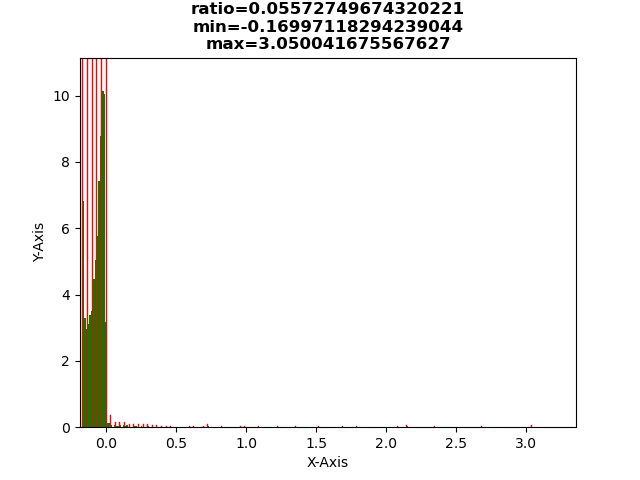 ratio=0.05572749674320221
min=-0.16997118294239044
max=3.050041675567627
10
8
6
4
2
0
Y-Axis
0.0 0.5 1.0 1.5 2.0 2.5 3.0
X-Axis